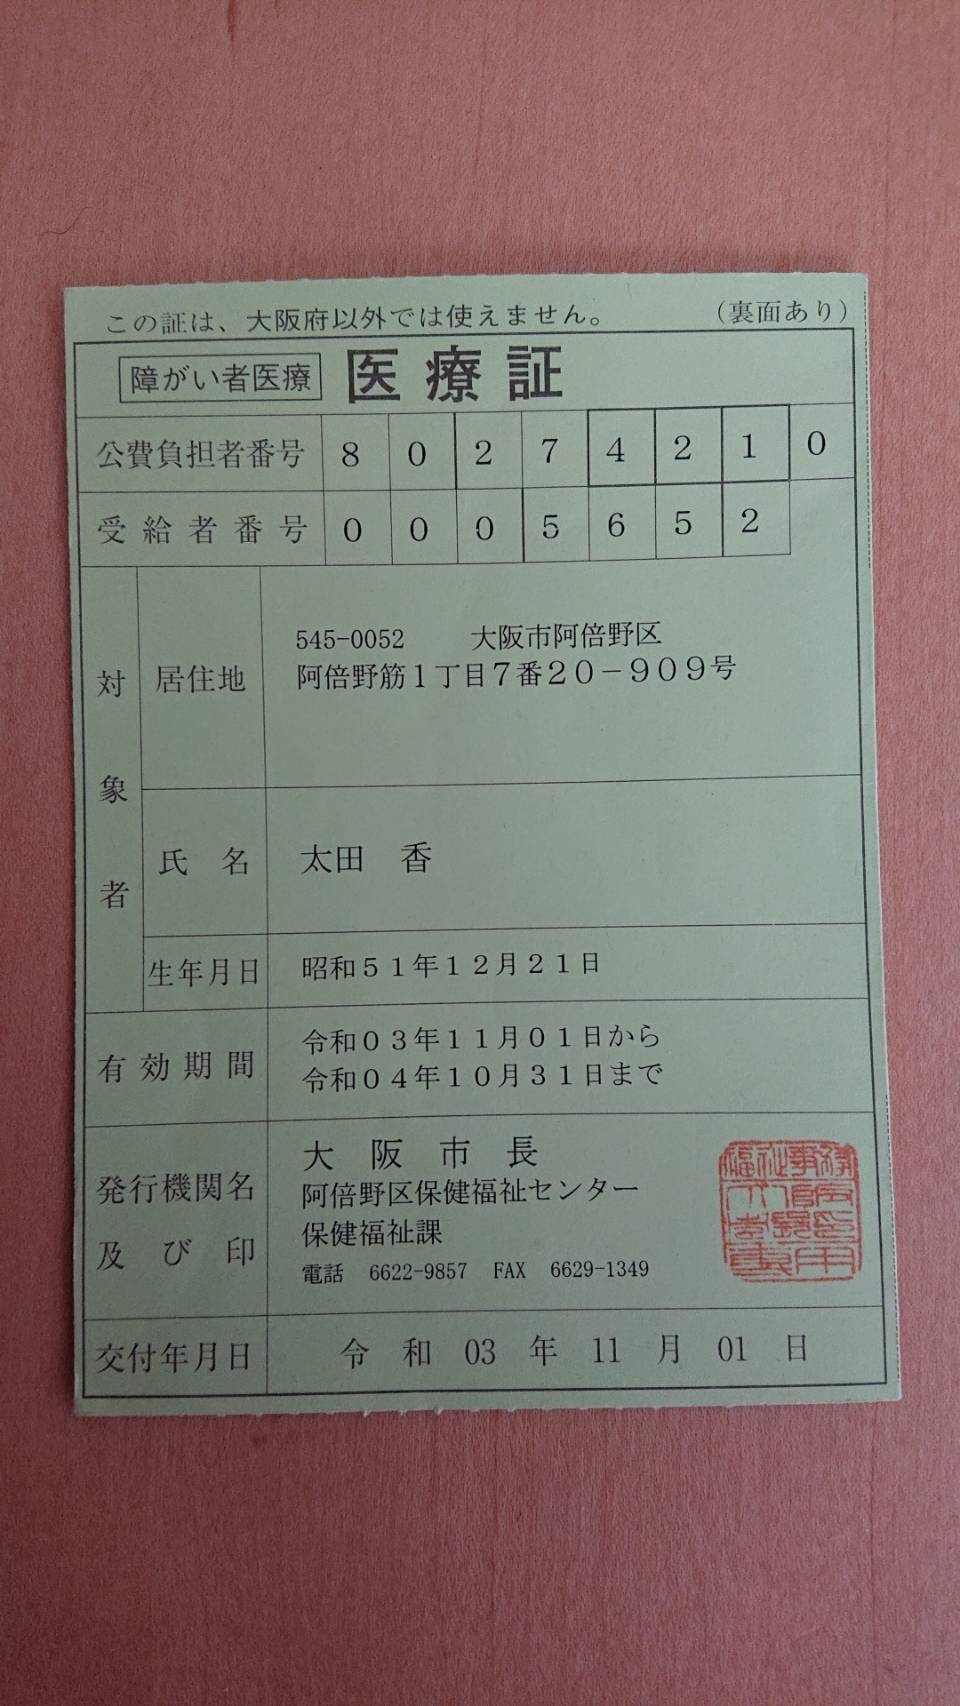 この証は、大阪府以外では使えません。 (裏面あり)
障がい者医療 医療証
公費負担者番号 8 0 2 7 4 2 1 0
受給者番号 0 0 0 5 6 5 2
対象者
居住地
545-0052 大阪市阿倍野区
阿倍野筋1丁目7番20-909号
氏名 太田 香
生年月日 昭和51年12月21日
有効期間
令和03年11月01日から
令和04年10月31日まで
発行機関名
及び印
大阪市長
阿倍野区保健福祉センター
保健福祉課
電話 6622-9857 FAX 6629-1349
交付年月日 令和03年11月01日